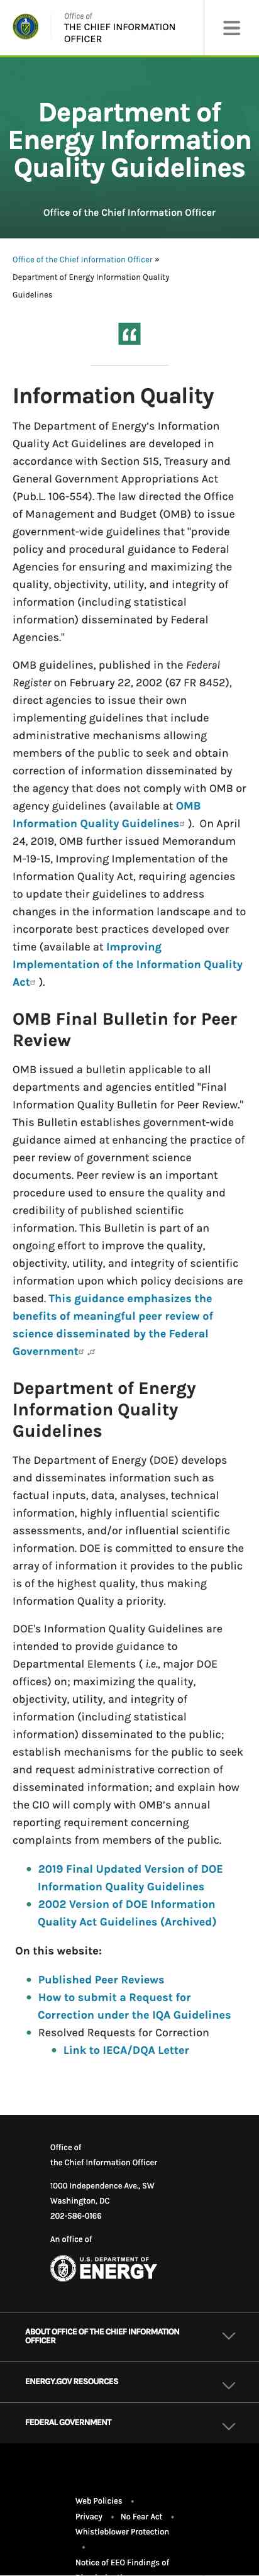 Office of
THE CHIEF INFORMATION
OFFICER
Department of
Energy Information
Quality Guidelines
Office of the Chief Information Officer
Office of the Chief Information Officer »
Department of Energy Information Quality
Guidelines
Information Quality
The Department of Energy’s Information
Quality Act Guidelines are developed in
accordance with Section 515, Treasury and
General Government Appropriations Act
(Pub.L. 106-554). The law directed the Office
of Management and Budget (OMB) to issue
government-wide guidelines that "provide
policy and procedural guidance to Federal
Agencies for ensuring and maximizing the
quality, objectivity, utility, and integrity of
information (including statistical
information) disseminated by Federal
Agencies."
OMB guidelines, published in the Federal
Register on February 22, 2002 (67 FR 8452),
direct agencies to issue their own
implementing guidelines that include
administrative mechanisms allowing
members of the public to seek and obtain
correction of information disseminated by
the agency that does not comply with OMB or
agency guidelines (available at OMB
Information Quality Guidelines ).  On April
24, 2019, OMB further issued Memorandum
M-19-15, Improving Implementation of the
Information Quality Act, requiring agencies
to update their guidelines to address
changes in the information landscape and to
incorporate best practices developed over
time (available at Improving
Implementation of the Information Quality
Act ).
OMB Final Bulletin for Peer
Review
OMB issued a bulletin applicable to all
departments and agencies entitled "Final
Information Quality Bulletin for Peer Review."
This Bulletin establishes government-wide
guidance aimed at enhancing the practice of
peer review of government science
documents. Peer review is an important
procedure used to ensure the quality and
credibility of published scientific
information. This Bulletin is part of an
ongoing effort to improve the quality,
objectivity, utility, and integrity of scientific
information upon which policy decisions are
based. This guidance emphasizes the
benefits of meaningful peer review of
science disseminated by the Federal
Government .
Department of Energy
Information Quality
Guidelines
The Department of Energy (DOE) develops
and disseminates information such as
factual inputs, data, analyses, technical
information, highly influential scientific
assessments, and/or influential scientific
information. DOE is committed to ensure the
array of information it provides to the public
is of the highest quality, thus making
Information Quality a priority.
DOE's Information Quality Guidelines are
intended to provide guidance to
Departmental Elements ( i.e., major DOE
offices) on; maximizing the quality,
objectivity, utility, and integrity of
information (including statistical
information) disseminated to the public;
establish mechanisms for the public to seek
and request administrative correction of
disseminated information; and explain how
the CIO will comply with OMB’s annual
reporting requirement concerning
complaints from members of the public.
• 2019 Final Updated Version of DOE
Information Quality Guidelines
• 2002 Version of DOE Information
Quality Act Guidelines (Archived)
On this website:
• Published Peer Reviews
• How to submit a Request for
Correction under the IQA Guidelines
• Resolved Requests for Correction
• Link to IECA/DQA Letter
Office of
the Chief Information Officer
1000 Independence Ave., SW
Washington, DC
202-586-0166
An office of
U.S. DEPARTMENT OF
ENERGY
ABOUT OFFICE OF THE CHIEF INFORMATION
OFFICER
ENERGY.GOV RESOURCES
FEDERAL GOVERNMENT
Web Policies •
Privacy • No Fear Act •
Whistleblower Protection
•
Notice of EEO Findings of